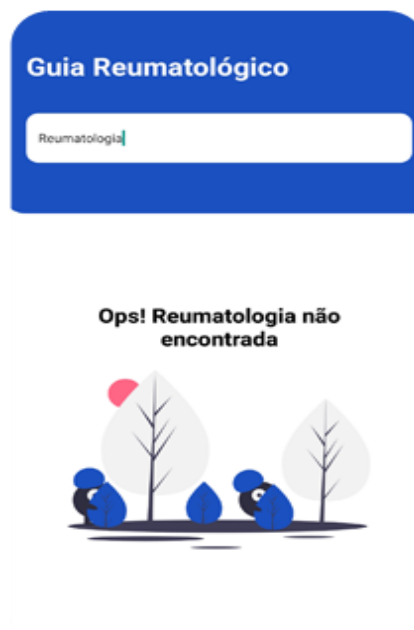 Guia Reumatológico
Reumatologia
Ops! Reumatologia não
encontrada